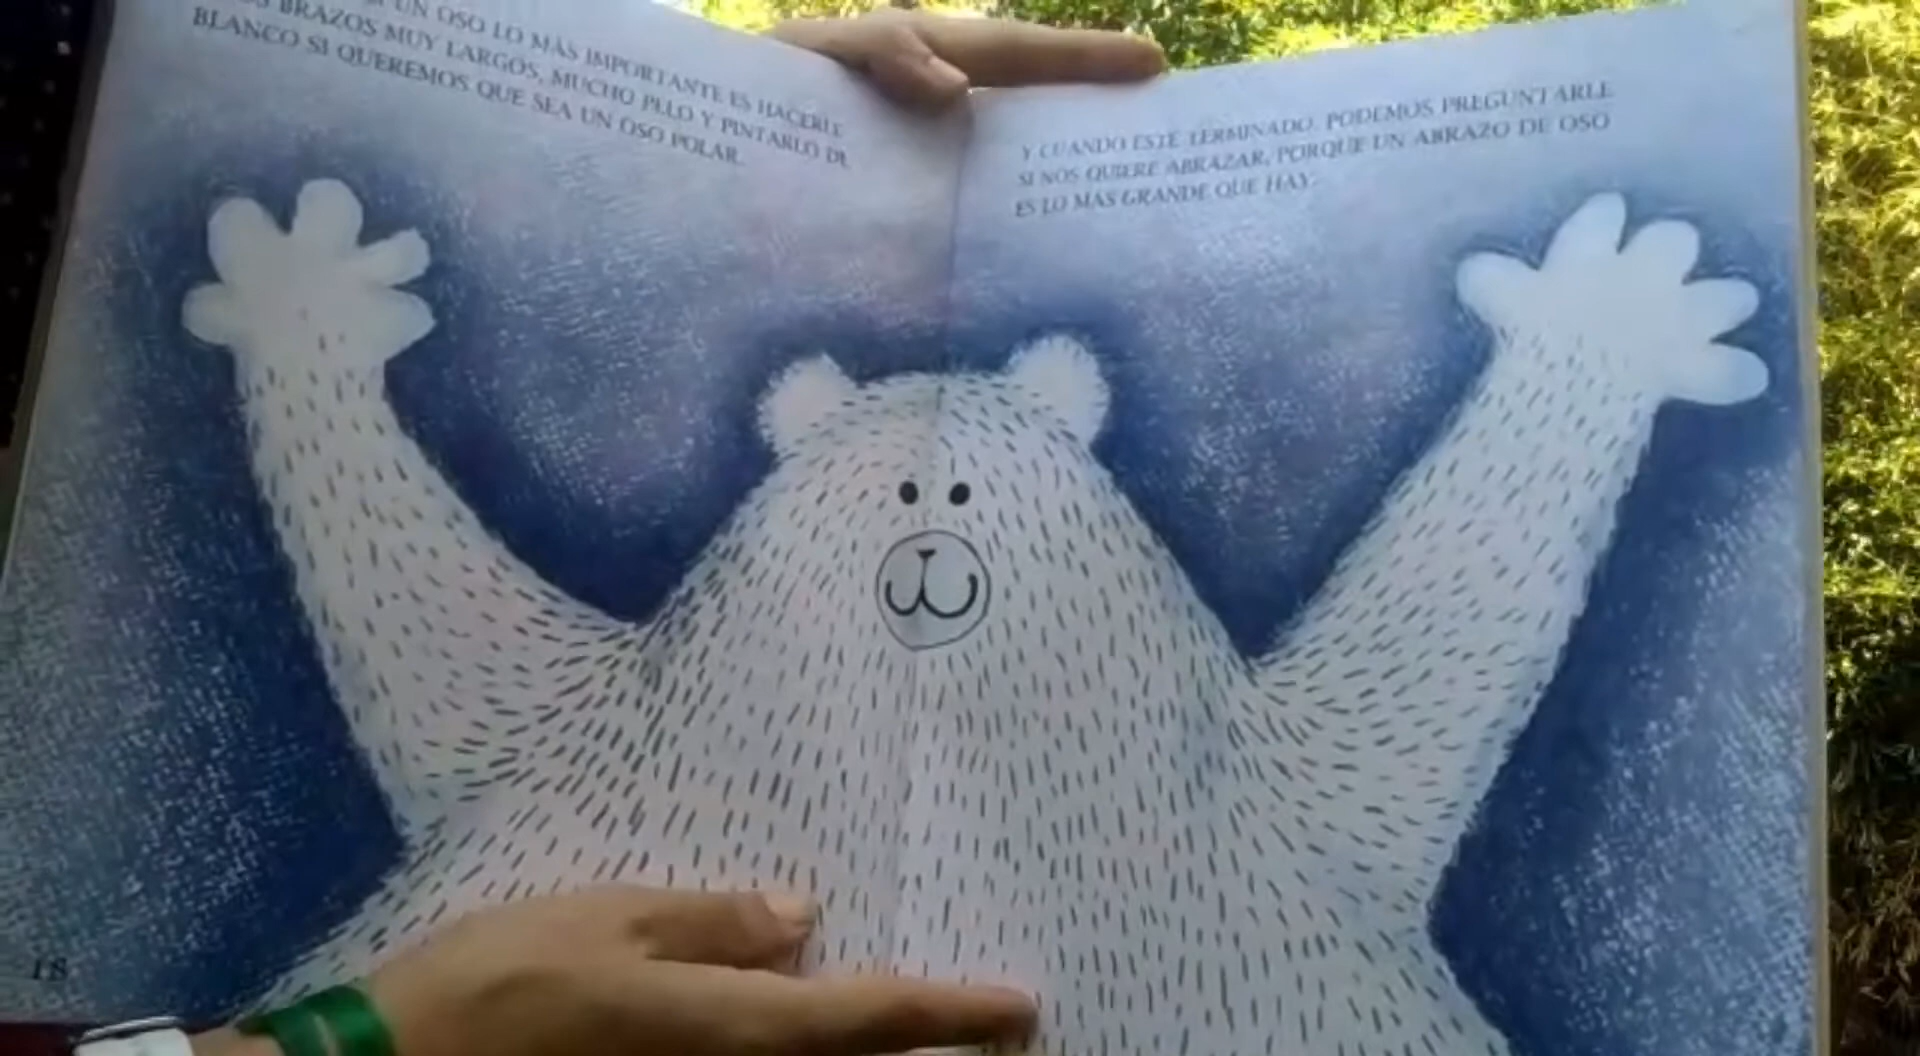 UN OSO LO MÁS IMPORTANTE ES HACERLE
BRAZOS MUY LARGOS, MUCHO PELO Y PINTARLO DE
BLANCO SI QUEREMOS QUE SEA UN OSO POLAR.
Y CUANDO ESTÉ TERMINADO, PODEMOS PREGUNTARLE
SI NOS QUIERE ABRAZAR, PORQUE UN ABRAZO DE OSO
ES LO MÁS GRANDE QUE HAY.
18